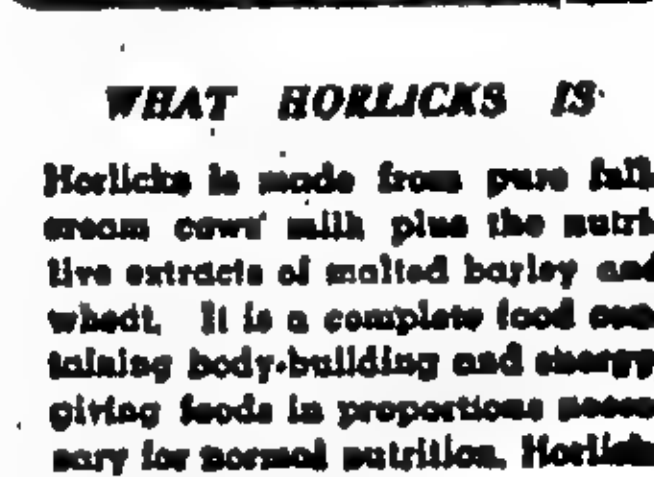 WHAT HORLICKS IS
Horlicks is made from pure full
cream cows' milk plus the nutri
tive extracts of malted barley and
wheat. It is a complete food con
taining body-building and energy
giving foods in proportions neces
sary for normal nutrition. Horlick